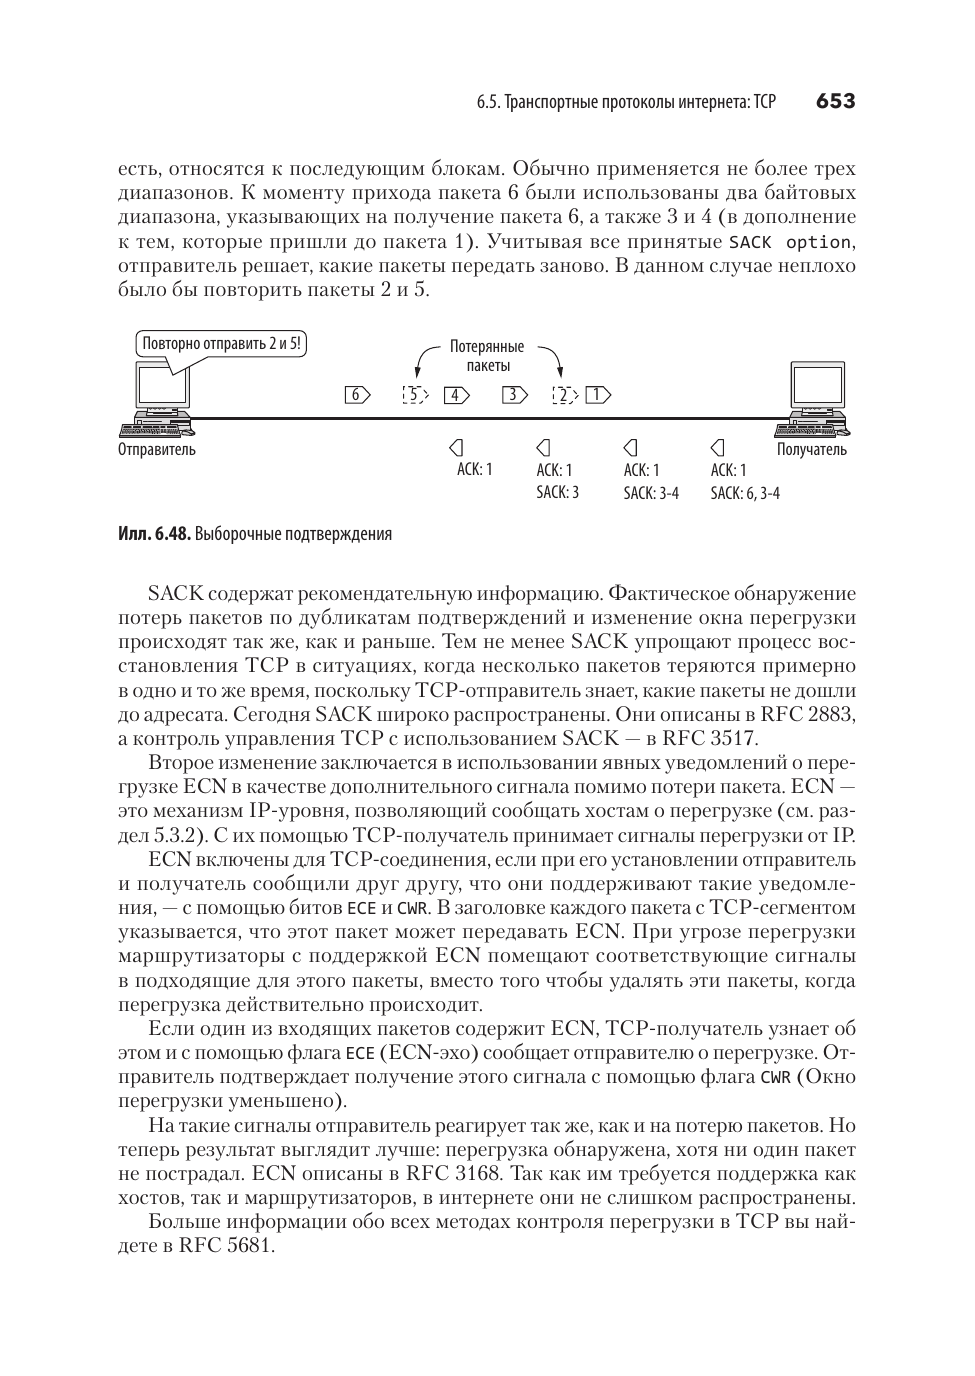 6.5. Транспортные протоколы интернета: TCP 653
есть, относятся к последующим блокам. Обычно применяется не более трех
диапазонов. К моменту прихода пакета 6 были использованы два байтовых
диапазона, указывающих на получение пакета 6, а также 3 и 4 (в дополнение
к тем, которые пришли до пакета 1). Учитывая все принятые SACK option,
отправитель решает, какие пакеты передать заново. В данном случае неплохо
было бы повторить пакеты 2 и 5.
Повторно отправить 2 и 5!
Потерянные
пакеты
6 5 4 3 2 1
Отправитель
Получатель
ACK: 1
ACK: 1
SACK: 3
ACK: 1
SACK: 3-4
ACK: 1
SACK: 6, 3-4
Илл. 6.48. Выборочные подтверждения
SACK содержат рекомендательную информацию. Фактическое обнаружение
потерь пакетов по дубликатам подтверждений и изменение окна перегрузки
происходят так же, как и раньше. Тем не менее SACK упрощают процесс вос-
становления TCP в ситуациях, когда несколько пакетов теряются примерно
в одно и то же время, поскольку TCP-отправитель знает, какие пакеты не дошли
до адресата. Сегодня SACK широко распространены. Они описаны в RFC 2883,
а контроль управления TCP с использованием SACK — в RFC 3517.
Второе изменение заключается в использовании явных уведомлений о пере-
грузке ECN в качестве дополнительного сигнала помимо потери пакета. ECN —
это механизм IP-уровня, позволяющий сообщать хостам о перегрузке (см. раз-
дел 5.3.2). С их помощью TCP-получатель принимает сигналы перегрузки от IP.
ECN включены для TCP-соединения, если при его установлении отправитель
и получатель сообщили друг другу, что они поддерживают такие уведомле-
ния, — с помощью битов ECE и CWR. В заголовке каждого пакета с TCP-сегментом
указывается, что этот пакет может передавать ECN. При угрозе перегрузки
маршрутизаторы с поддержкой ECN помещают соответствующие сигналы
в подходящие для этого пакеты, вместо того чтобы удалять эти пакеты, когда
перегрузка действительно происходит.
Если один из входящих пакетов содержит ECN, TCP-получатель узнает об
этом и с помощью флага ECE (ECN-эхо) сообщает отправителю о перегрузке. От-
правитель подтверждает получение этого сигнала с помощью флага CWR (Окно
перегрузки уменьшено).
На такие сигналы отправитель реагирует так же, как и на потерю пакетов. Но
теперь результат выглядит лучше: перегрузка обнаружена, хотя ни один пакет
не пострадал. ECN описаны в RFC 3168. Так как им требуется поддержка как
хостов, так и маршрутизаторов, в интернете они не слишком распространены.
Больше информации обо всех методах контроля перегрузки в TCP вы най-
дете в RFC 5681.